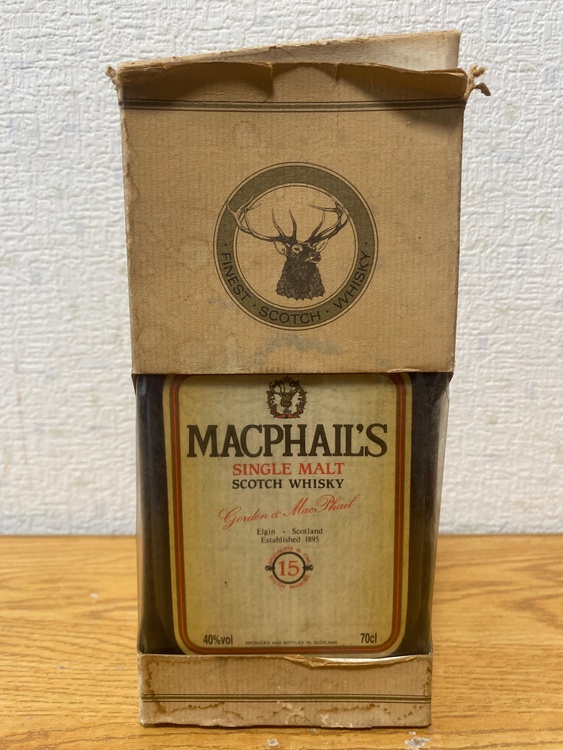 · FINEST · SCOTCH · WHISKY ·
MACPHAIL'S
SINGLE MALT
SCOTCH WHISKY
Gordon & MacPhail
Elgin - Scotland
Established 1895
15
40%vol
PRODUCED AND BOTTLED IN SCOTLAND
70cl